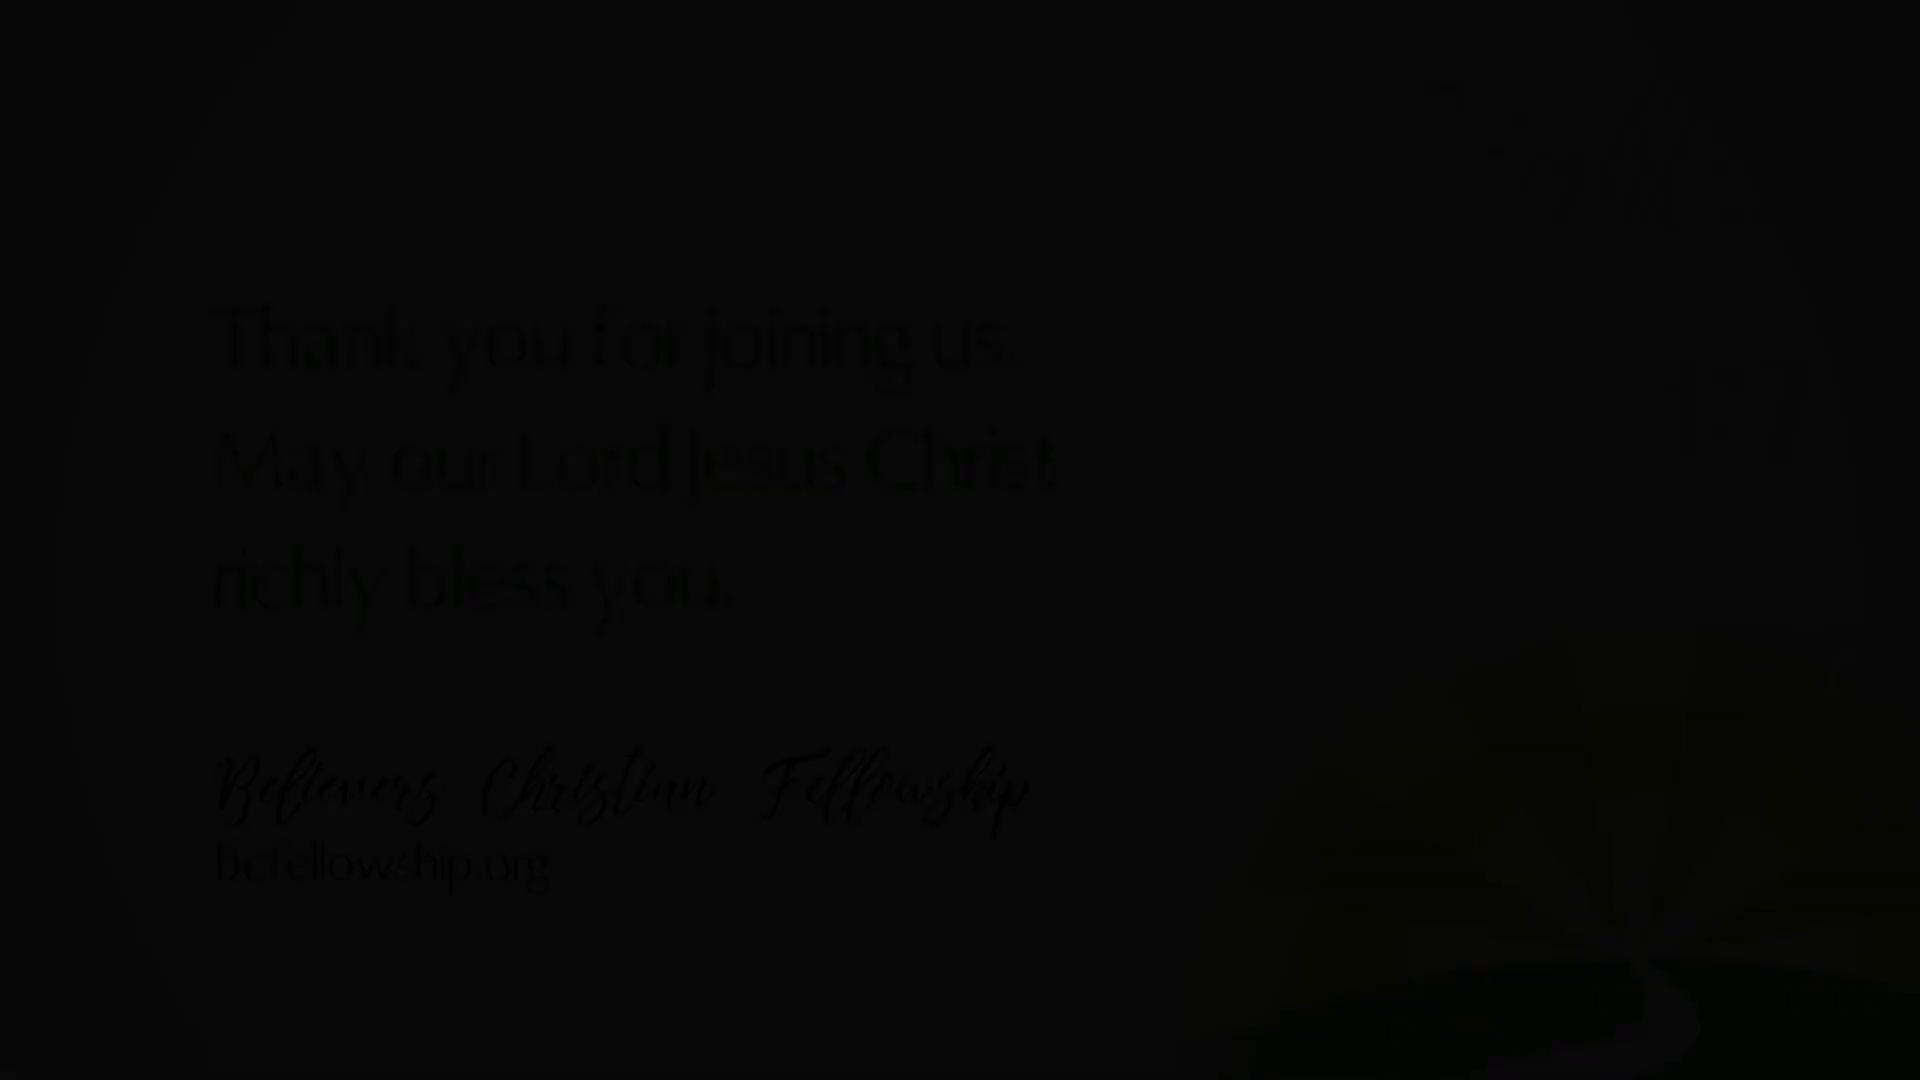 Thank you for joining us.
May our Lord Jesus Christ
richly bless you.
Believers Christian Fellowship
bcfellowship.org